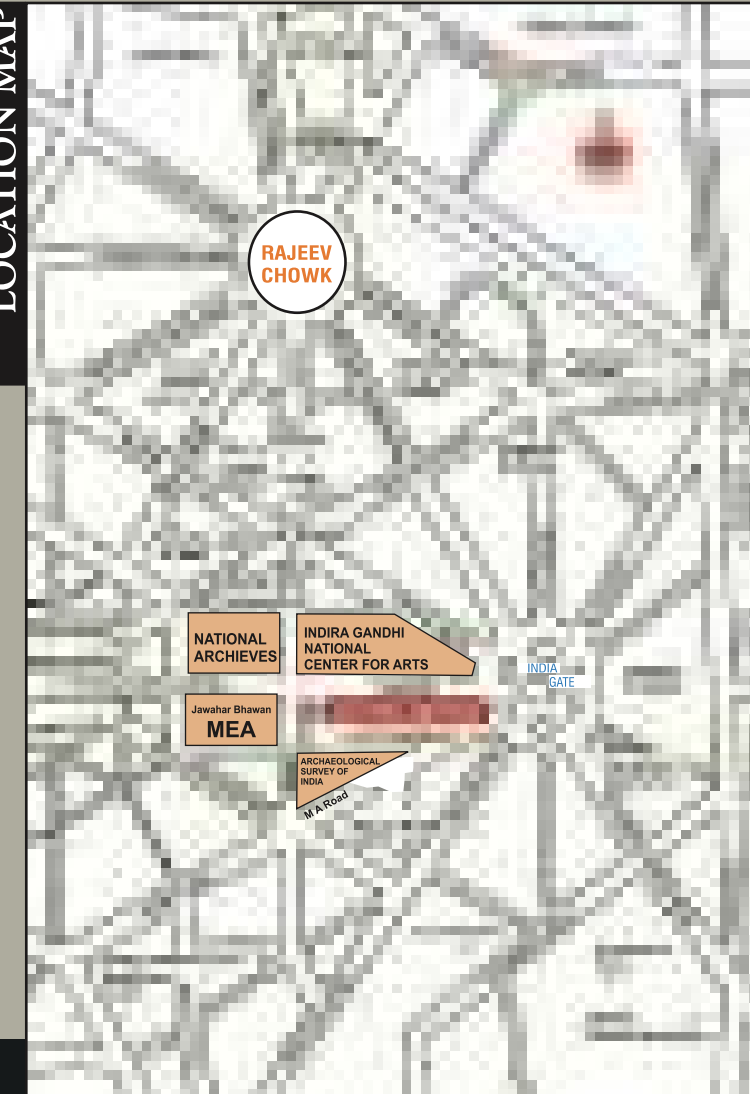 LOCATION MAP
RAJEEV
CHOWK
NATIONAL
ARCHIEVES
INDIRA GANDHI
NATIONAL
CENTER FOR ARTS
INDIA
GATE
Jawahar Bhawan
MEA
ARCHAEOLOGICAL
SURVEY OF
INDIA
M A Road